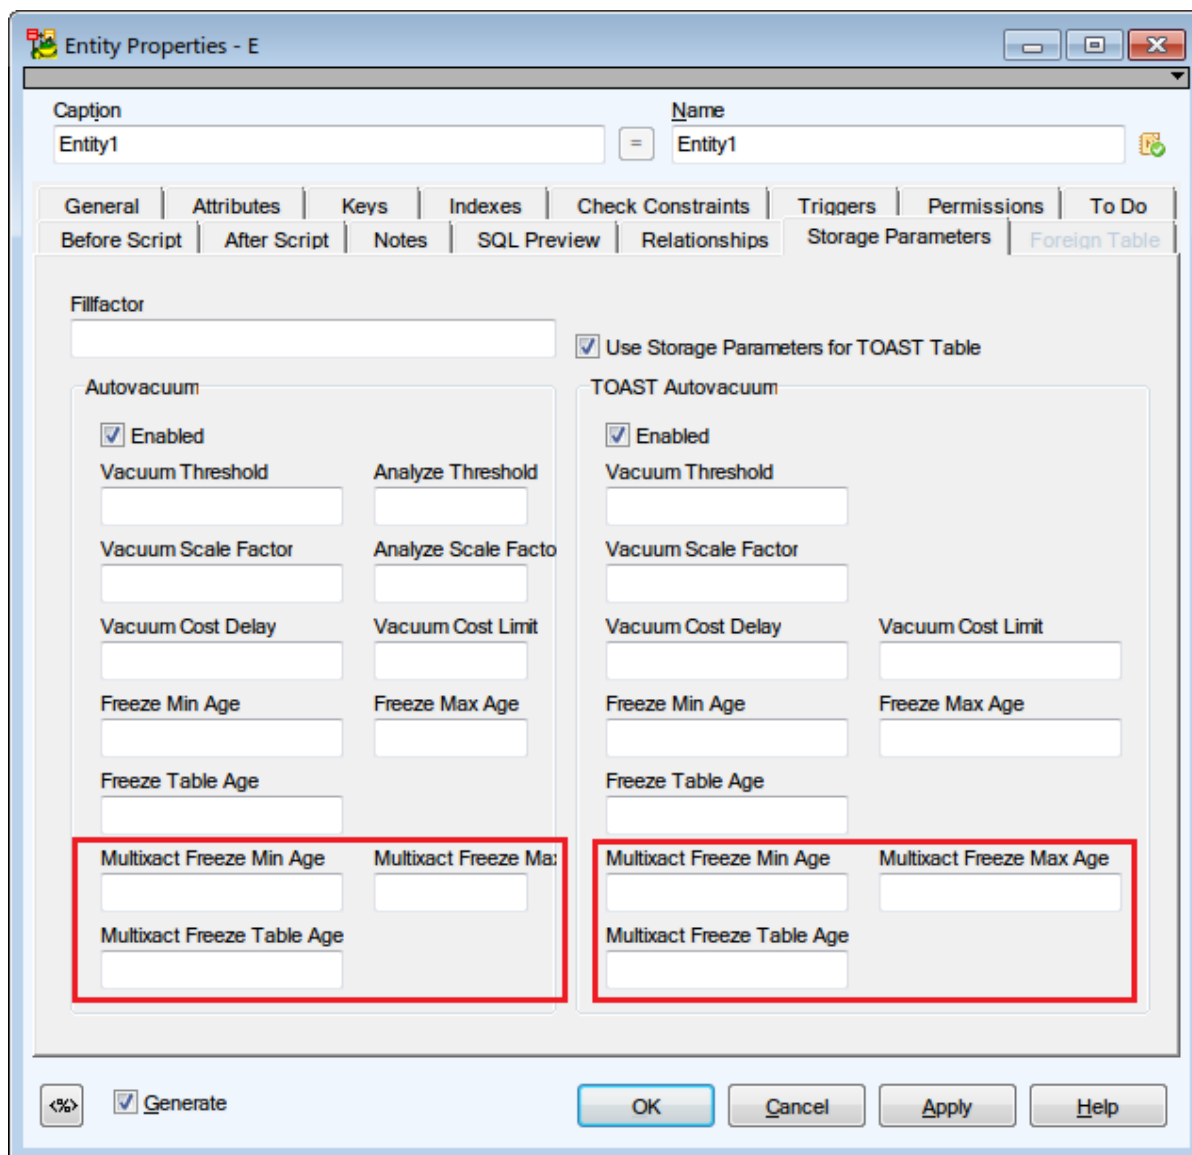 Entity Properties - E
Caption Name
Entity1 = Entity1
General Attributes Keys Indexes Check Constraints Triggers Permissions To Do
Before Script After Script Notes SQL Preview Relationships Storage Parameters Foreign Table
Fillfactor
Use Storage Parameters for TOAST Table
Autovacuum TOAST Autovacuum
Enabled Enabled
Vacuum Threshold Analyze Threshold Vacuum Threshold
Vacuum Scale Factor Analyze Scale Facto Vacuum Scale Factor
Vacuum Cost Delay Vacuum Cost Limit Vacuum Cost Delay Vacuum Cost Limit
Freeze Min Age Freeze Max Age Freeze Min Age Freeze Max Age
Freeze Table Age Freeze Table Age
Multixact Freeze Min Age Multixact Freeze Max Multixact Freeze Min Age Multixact Freeze Max Age
Multixact Freeze Table Age Multixact Freeze Table Age
<%> Generate OK Cancel Apply Help